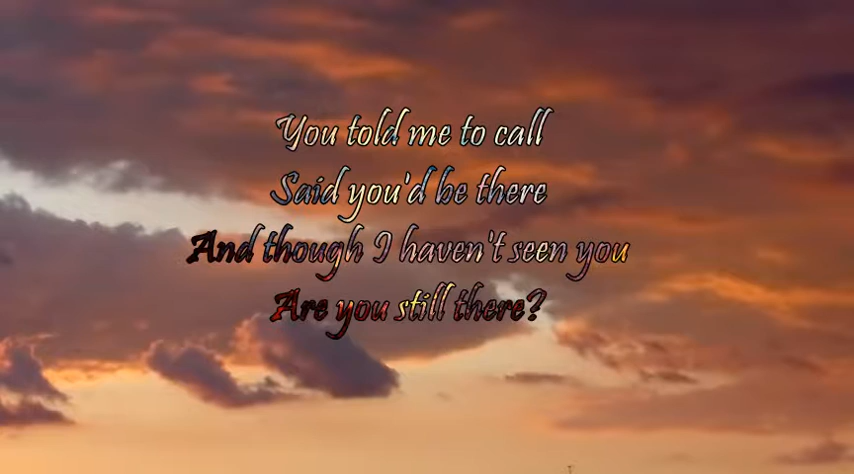 You told me to call
Said you'd be there
And though I haven't seen you
Are you still there?